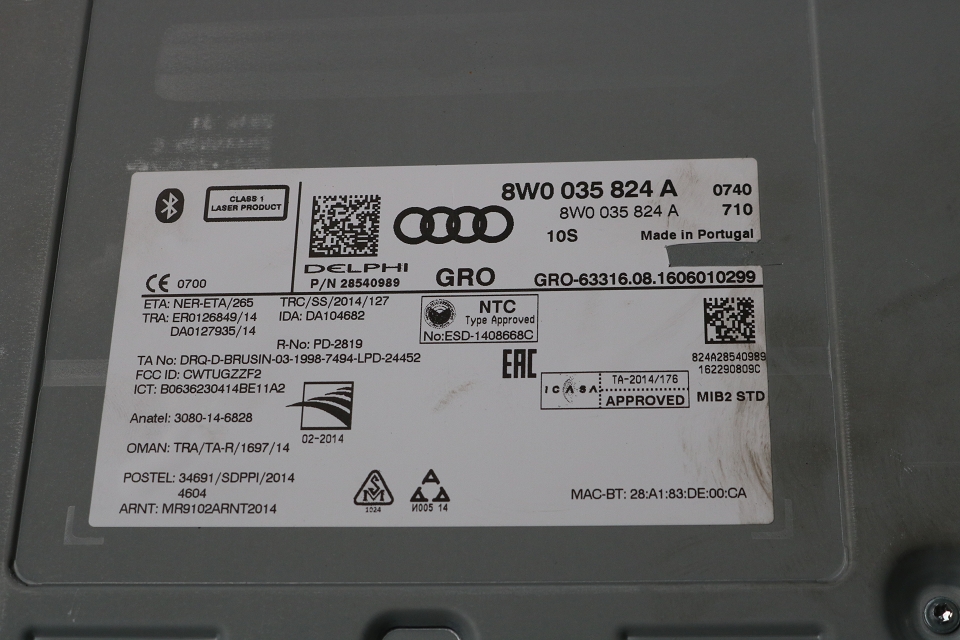 CLASS 1
LASER PRODUCT
8W0 035 824 A 0740
8W0 035 824 A 710
10S Made in Portugal
CE 0700
DELPHI
P/N 28540989
GRO GRO-63316.08.1606010299
ETA: NER-ETA/265
TRA: ER0126849/14
DA0127935/14
TRC/SS/2014/127
IDA: DA104682
R-No: PD-2819
NTC
Type Approved
No:ESD-1408668C
TA No: DRQ-D-BRUSIN-03-1998-7494-LPD-24452
FCC ID: CWTUGZZF2
ICT: B0636230414BE11A2
EAC
ICASA
TA-2014/176
APPROVED
824A28540989
162290809C
MIB2 STD
Anatel: 3080-14-6828
02-2014
OMAN: TRA/TA-R/1697/14
POSTEL: 34691/SDPPI/2014
4604
ARNT: MR9102ARNT2014
1024
И005 14
MAC-BT: 28:A1:83:DE:00:CA